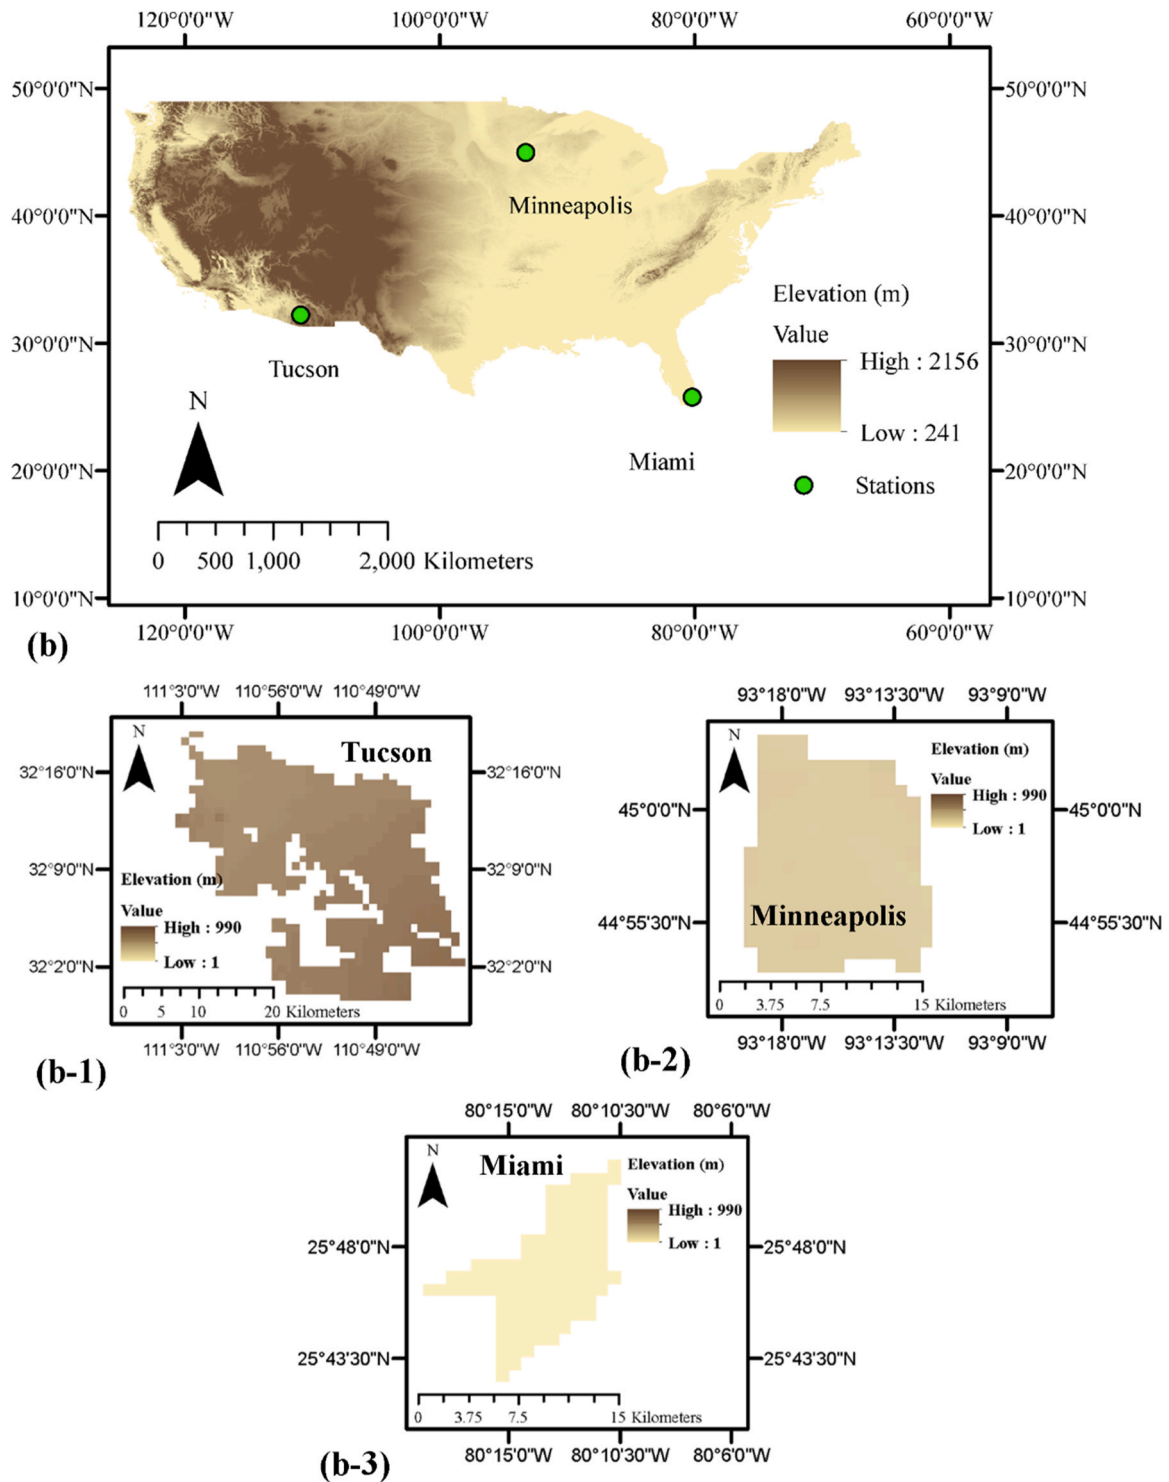 120°0'0"W 100°0'0"W 80°0'0"W 60°0'0"W
50°0'0"N 50°0'0"N
Minneapolis
40°0'0"N 40°0'0"N
Elevation (m)
Value
High : 2156
30°0'0"N 30°0'0"N
Tucson
N
Low : 241
Miami
20°0'0"N 20°0'0"N
Stations
0 500 1,000 2,000 Kilometers
10°0'0"N 10°0'0"N
120°0'0"W 100°0'0"W 80°0'0"W 60°0'0"W
(b)
111°3'0"W 110°56'0"W 110°49'0"W
N
Tucson
32°16'0"N 32°16'0"N
32°9'0"N 32°9'0"N
Elevation (m)
Value
High : 990
Low : 1
32°2'0"N 32°2'0"N
0 5 10 20 Kilometers
111°3'0"W 110°56'0"W 110°49'0"W
(b-1)
93°18'0"W 93°13'30"W 93°9'0"W
N
Elevation (m)
Value
High : 990
Low : 1
45°0'0"N 45°0'0"N
Minneapolis
44°55'30"N 44°55'30"N
0 3.75 7.5 15 Kilometers
93°18'0"W 93°13'30"W 93°9'0"W
(b-2)
80°15'0"W 80°10'30"W 80°6'0"W
N
Miami
Elevation (m)
Value
High : 990
Low : 1
25°48'0"N 25°48'0"N
25°43'30"N 25°43'30"N
0 3.75 7.5 15 Kilometers
80°15'0"W 80°10'30"W 80°6'0"W
(b-3)